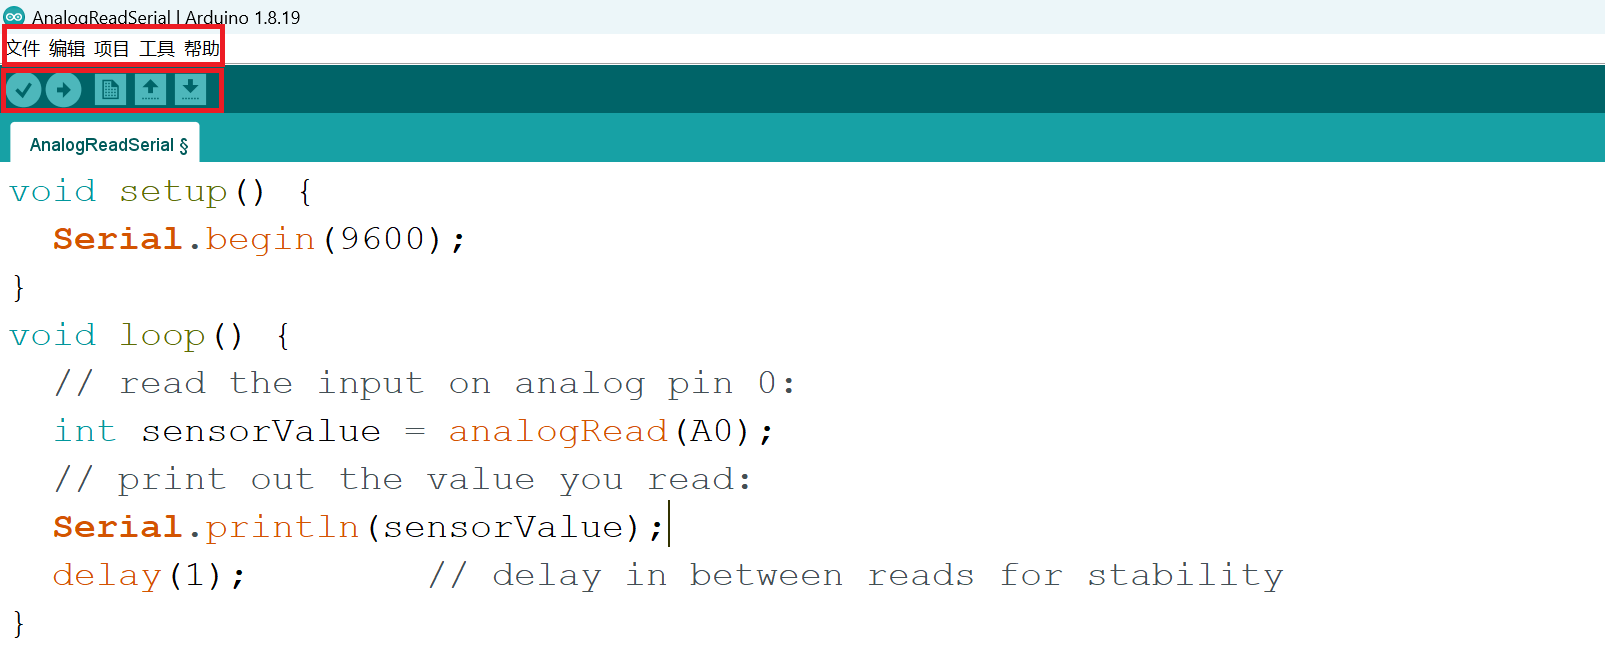 AnalogReadSerial | Arduino 1.8.19
文件 编辑 项目 工具 帮助
AnalogReadSerial §
void setup() {
  Serial.begin(9600);
}
void loop() {
  // read the input on analog pin 0:
  int sensorValue = analogRead(A0);
  // print out the value you read:
  Serial.println(sensorValue);
  delay(1);        // delay in between reads for stability
}